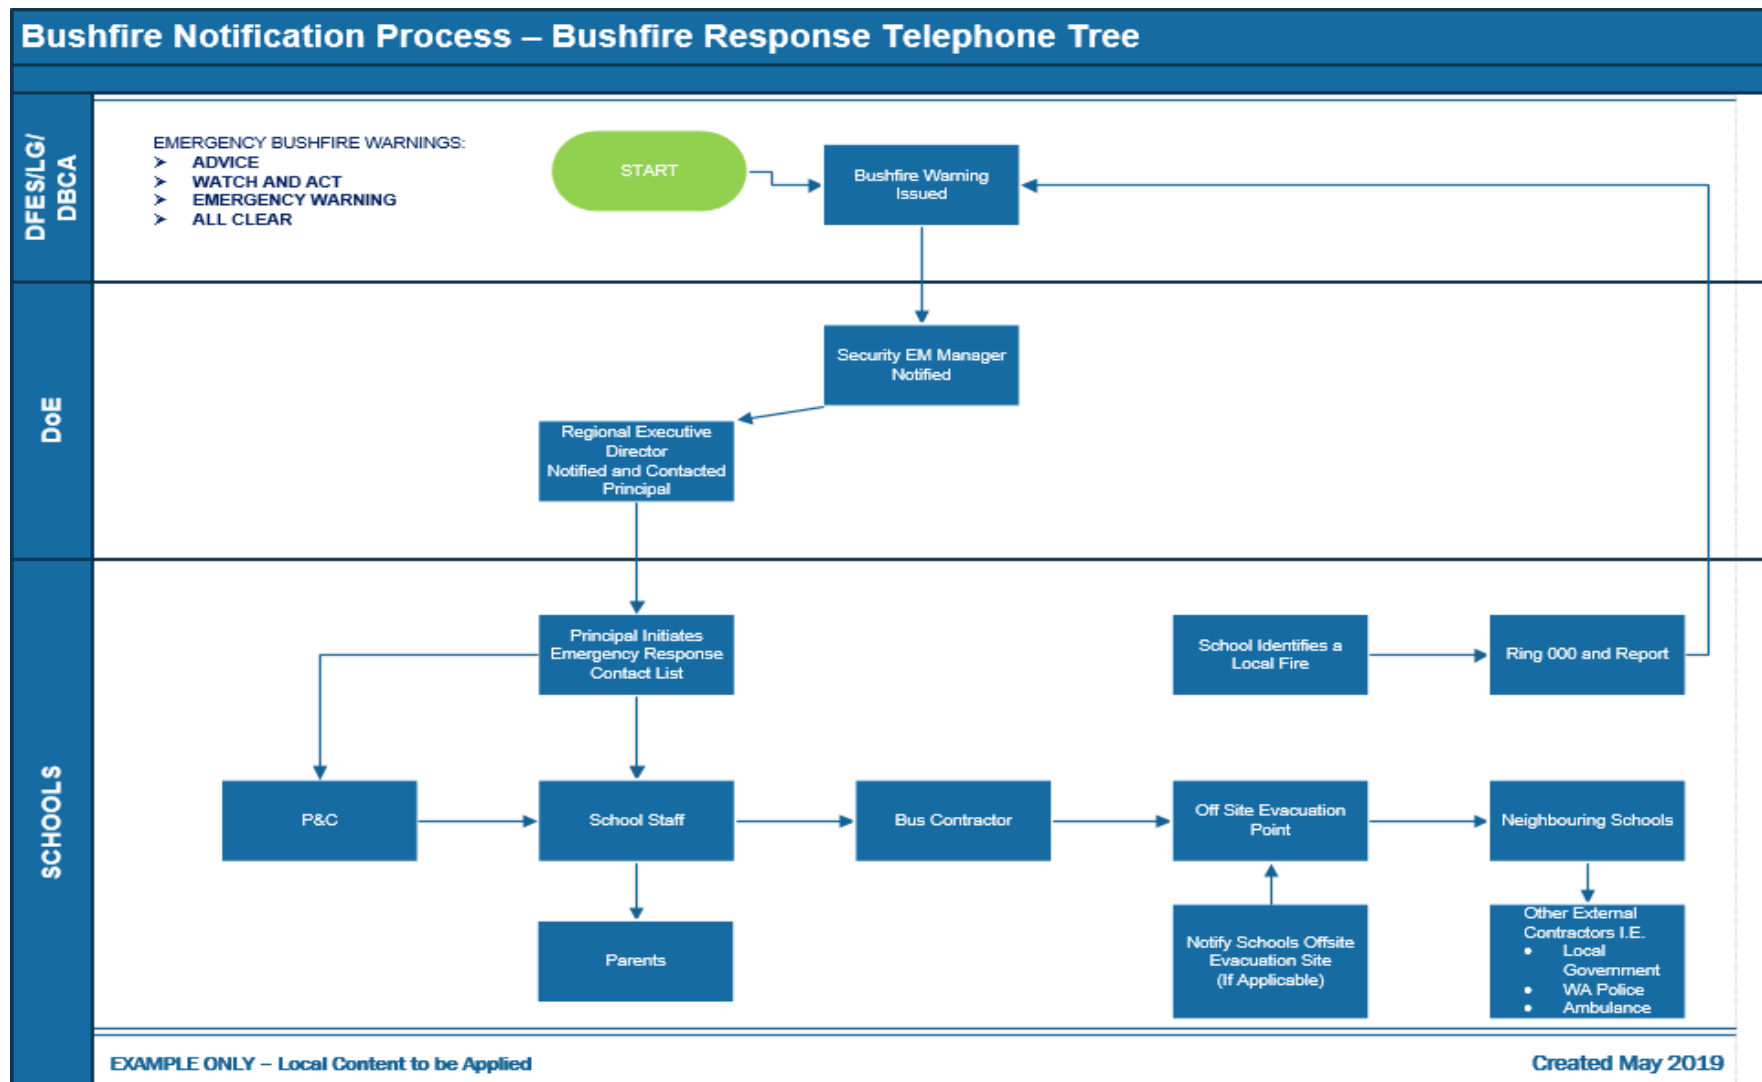 Bushfire Notification Process – Bushfire Response Telephone Tree
DFES/LG/
DBCA
EMERGENCY BUSHFIRE WARNINGS:
➢ ADVICE
➢ WATCH AND ACT
➢ EMERGENCY WARNING
➢ ALL CLEAR
START
Bushfire Warning
Issued
DoE
Security EM Manager
Notified
Regional Executive
Director
Notified and Contacted
Principal
SCHOOLS
Principal Initiates
Emergency Response
Contact List
School Identifies a
Local Fire
Ring 000 and Report
P&C
School Staff
Bus Contractor
Off Site Evacuation
Point
Neighbouring Schools
Parents
Notify Schools Offsite
Evacuation Site
(If Applicable)
Other External
Contractors I.E.
• Local
Government
• WA Police
• Ambulance
EXAMPLE ONLY – Local Content to be Applied
Created May 2019